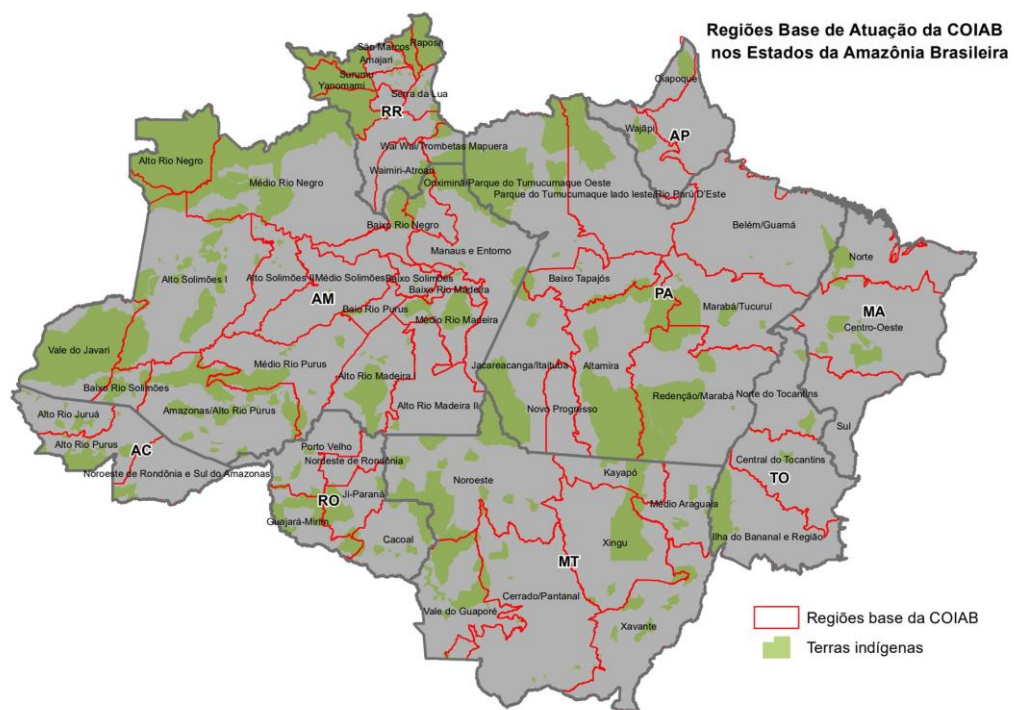 Regiões Base de Atuação da COIAB
nos Estados da Amazônia Brasileira
Raposa
São Marcos
Amajari
Surumu
Yanomami
Serra da Lua
RR
Oiapoque
Wajãpi
AP
Wai Wai/Trombetas Mapuera
Alto Rio Negro
Waimiri-Atroari
Médio Rio Negro
Oriximiná/Parque do Tumucumaque Oeste
Parque do Tumucumaque lado leste/Rio Parú D'Este
Baixo Rio Negro
Belém/Guamá
Manaus e Entorno
Norte
Alto Solimões I
Alto Solimões II
Médio Solimões
Baixo Solimões
Baixo Tapajós
Baixo Rio Madeira
AM
PA
Baio Rio Purus
Marabá/Tucuruí
MA
Médio Rio Madeira
Centro-Oeste
Vale do Javari
Médio Rio Purus
Jacareacanga/Itaituba
Altamira
Alto Rio Madeira I
Baixo Rio Solimões
Redenção/Marabá
Norte do Tocantins
Alto Rio Juruá
Amazonas/Alto Rio Purus
Alto Rio Madeira II
Novo Progresso
Sul
Alto Rio Purus
AC
Porto Velho
Central do Tocantins
Nordeste de Rondônia
Noroeste de Rondônia e Sul do Amazonas
Kayapó
TO
Noroeste
RO
Ji-Paraná
Médio Araguaia
Guajará-Mirim
Ilha do Bananal e Região
Cacoal
Xingu
MT
Cerrado/Pantanal
Vale do Guaporé
Xavante
Regiões base da COIAB
Terras indígenas